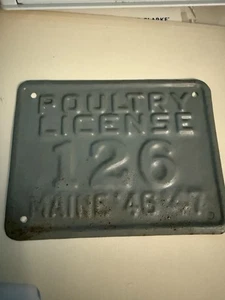 POULTRY
LICENSE
126
MAINE '46-47